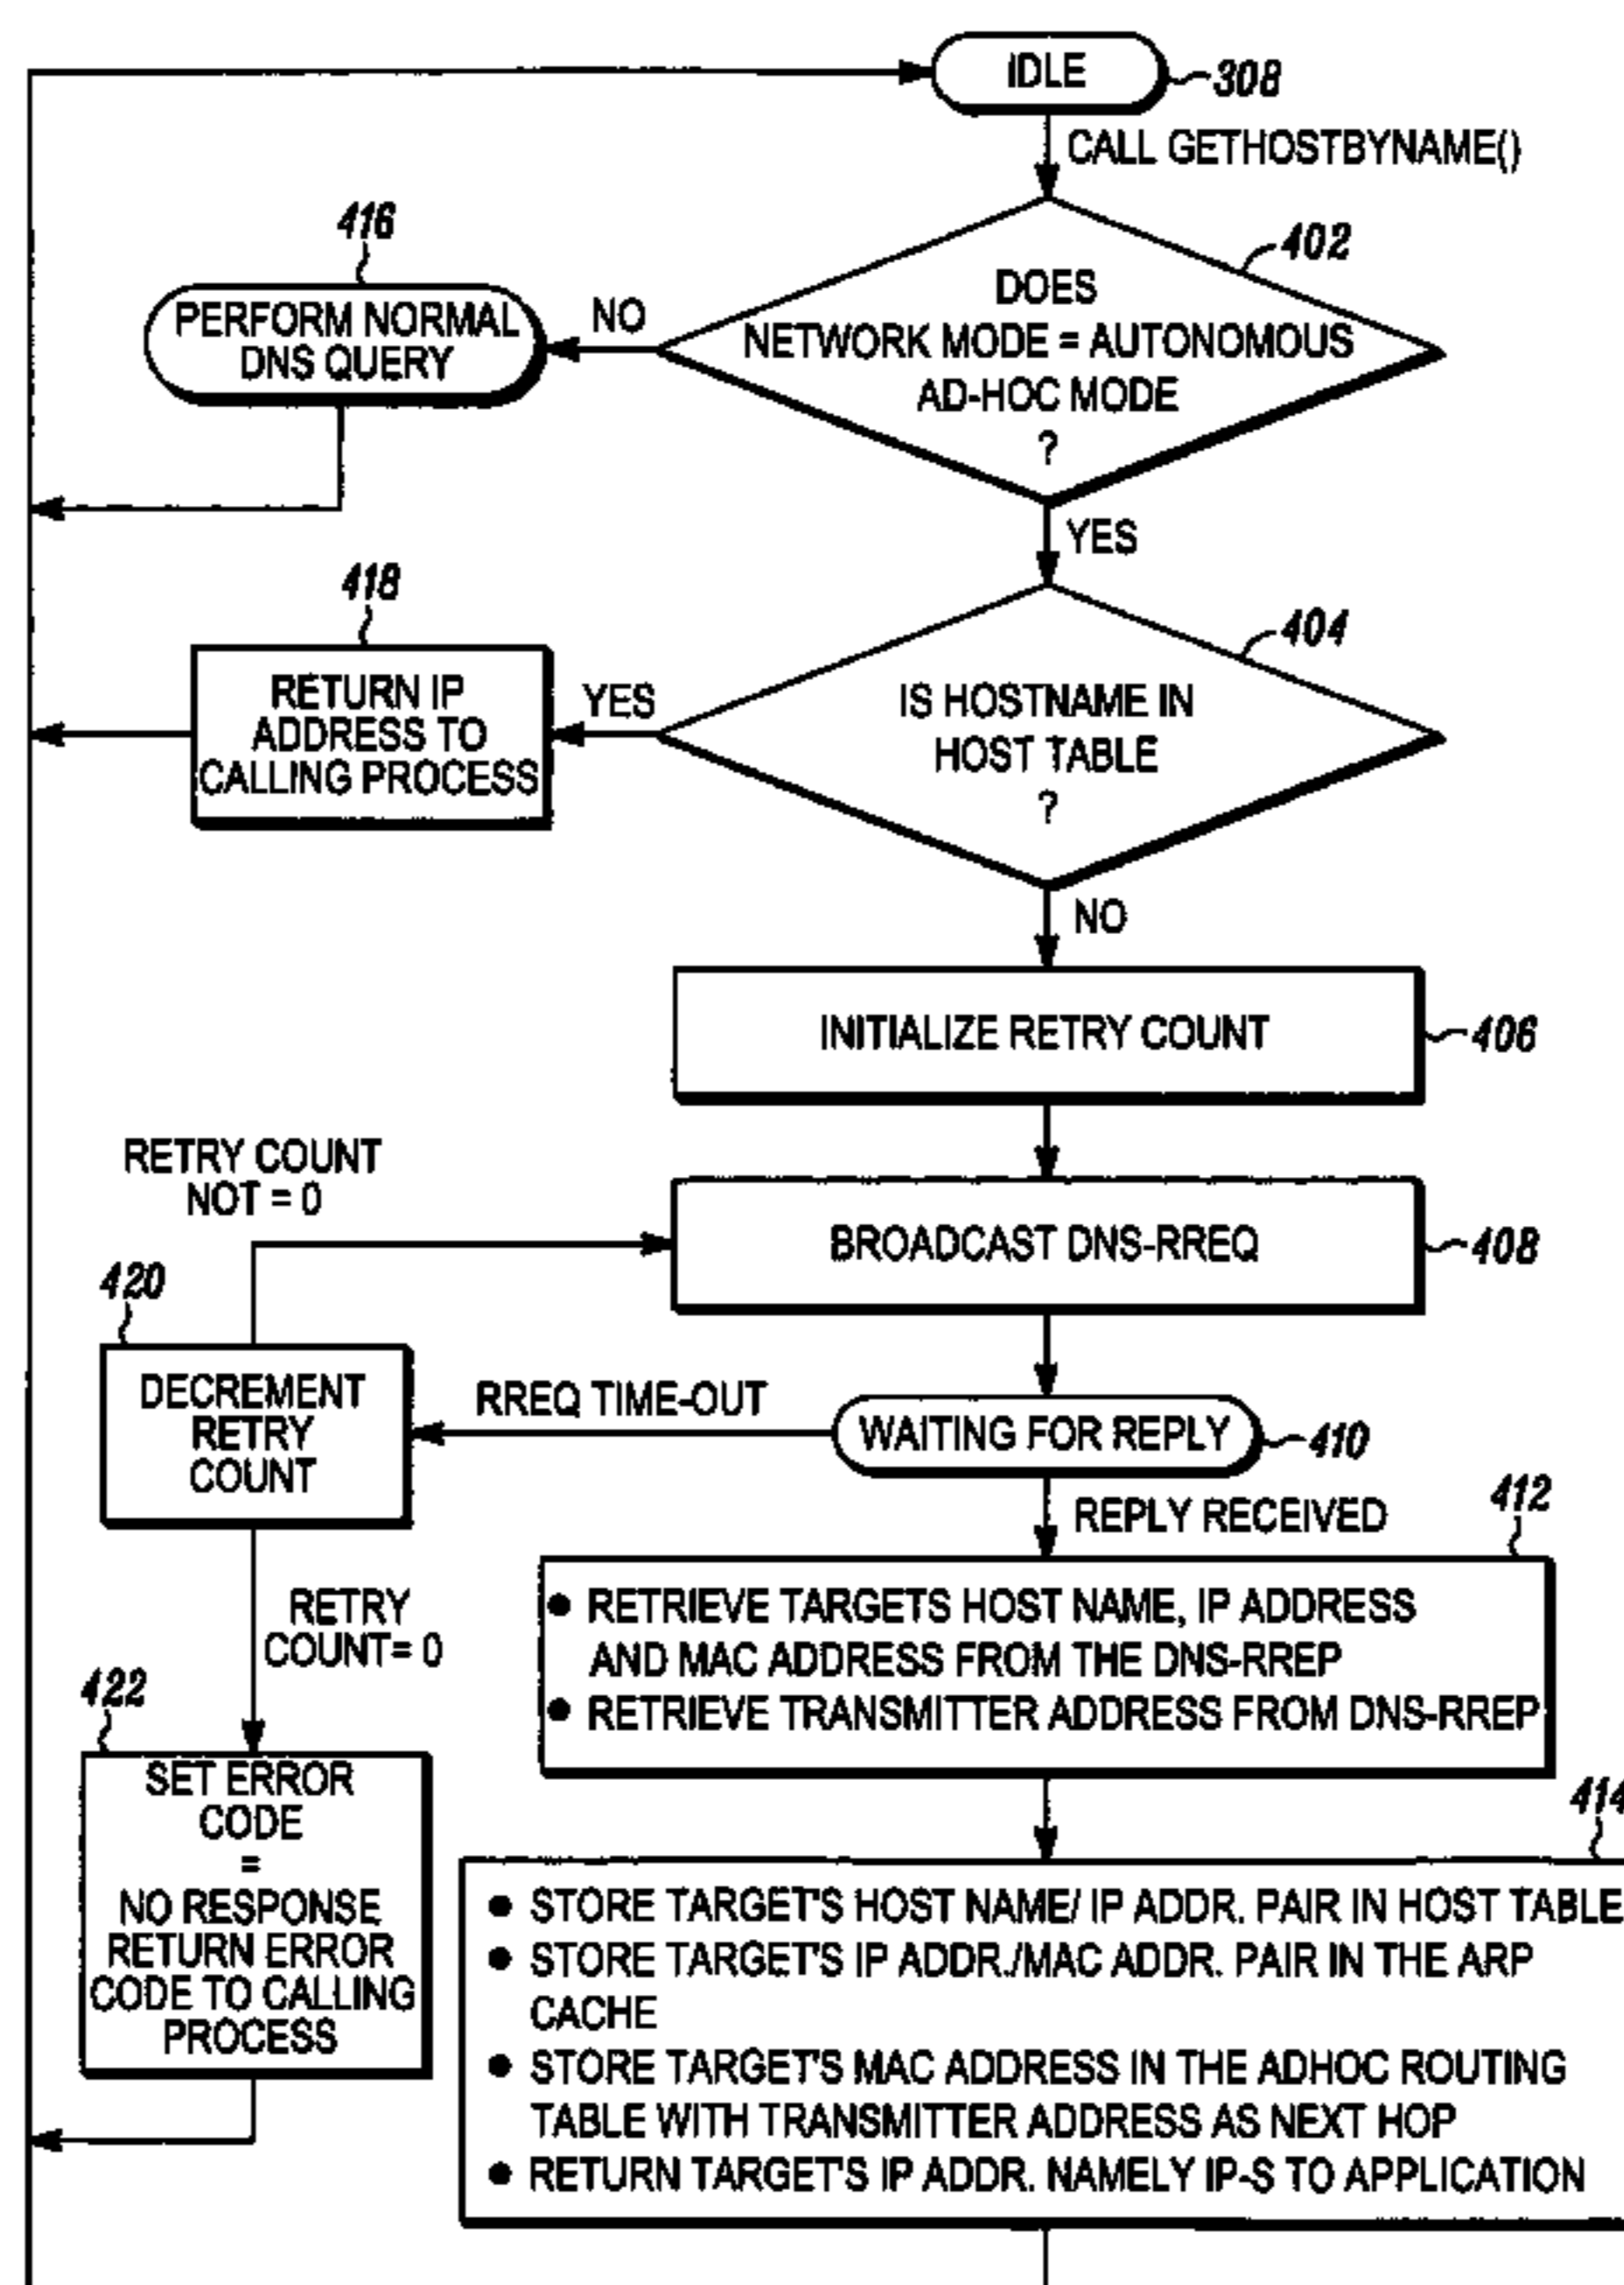 IDLE
308
CALL GETHOSTBYNAME()
416
402
PERFORM NORMAL
DNS QUERY
NO
DOES
NETWORK MODE = AUTONOMOUS
AD-HOC MODE
?
YES
418
404
RETURN IP
ADDRESS TO
CALLING PROCESS
YES
IS HOSTNAME IN
HOST TABLE
?
NO
INITIALIZE RETRY COUNT
406
RETRY COUNT
NOT = 0
BROADCAST DNS-RREQ
408
420
DECREMENT
RETRY
COUNT
RREQ TIME-OUT
WAITING FOR REPLY
410
REPLY RECEIVED
412
RETRY
COUNT= 0
• RETRIEVE TARGETS HOST NAME, IP ADDRESS
AND MAC ADDRESS FROM THE DNS-RREP
• RETRIEVE TRANSMITTER ADDRESS FROM DNS-RREP
422
SET ERROR
CODE
=
NO RESPONSE
RETURN ERROR
CODE TO CALLING
PROCESS
414
• STORE TARGET'S HOST NAME/ IP ADDR. PAIR IN HOST TABLE
• STORE TARGET'S IP ADDR./MAC ADDR. PAIR IN THE ARP
CACHE
• STORE TARGET'S MAC ADDRESS IN THE ADHOC ROUTING
TABLE WITH TRANSMITTER ADDRESS AS NEXT HOP
• RETURN TARGET'S IP ADDR. NAMELY IP-S TO APPLICATION